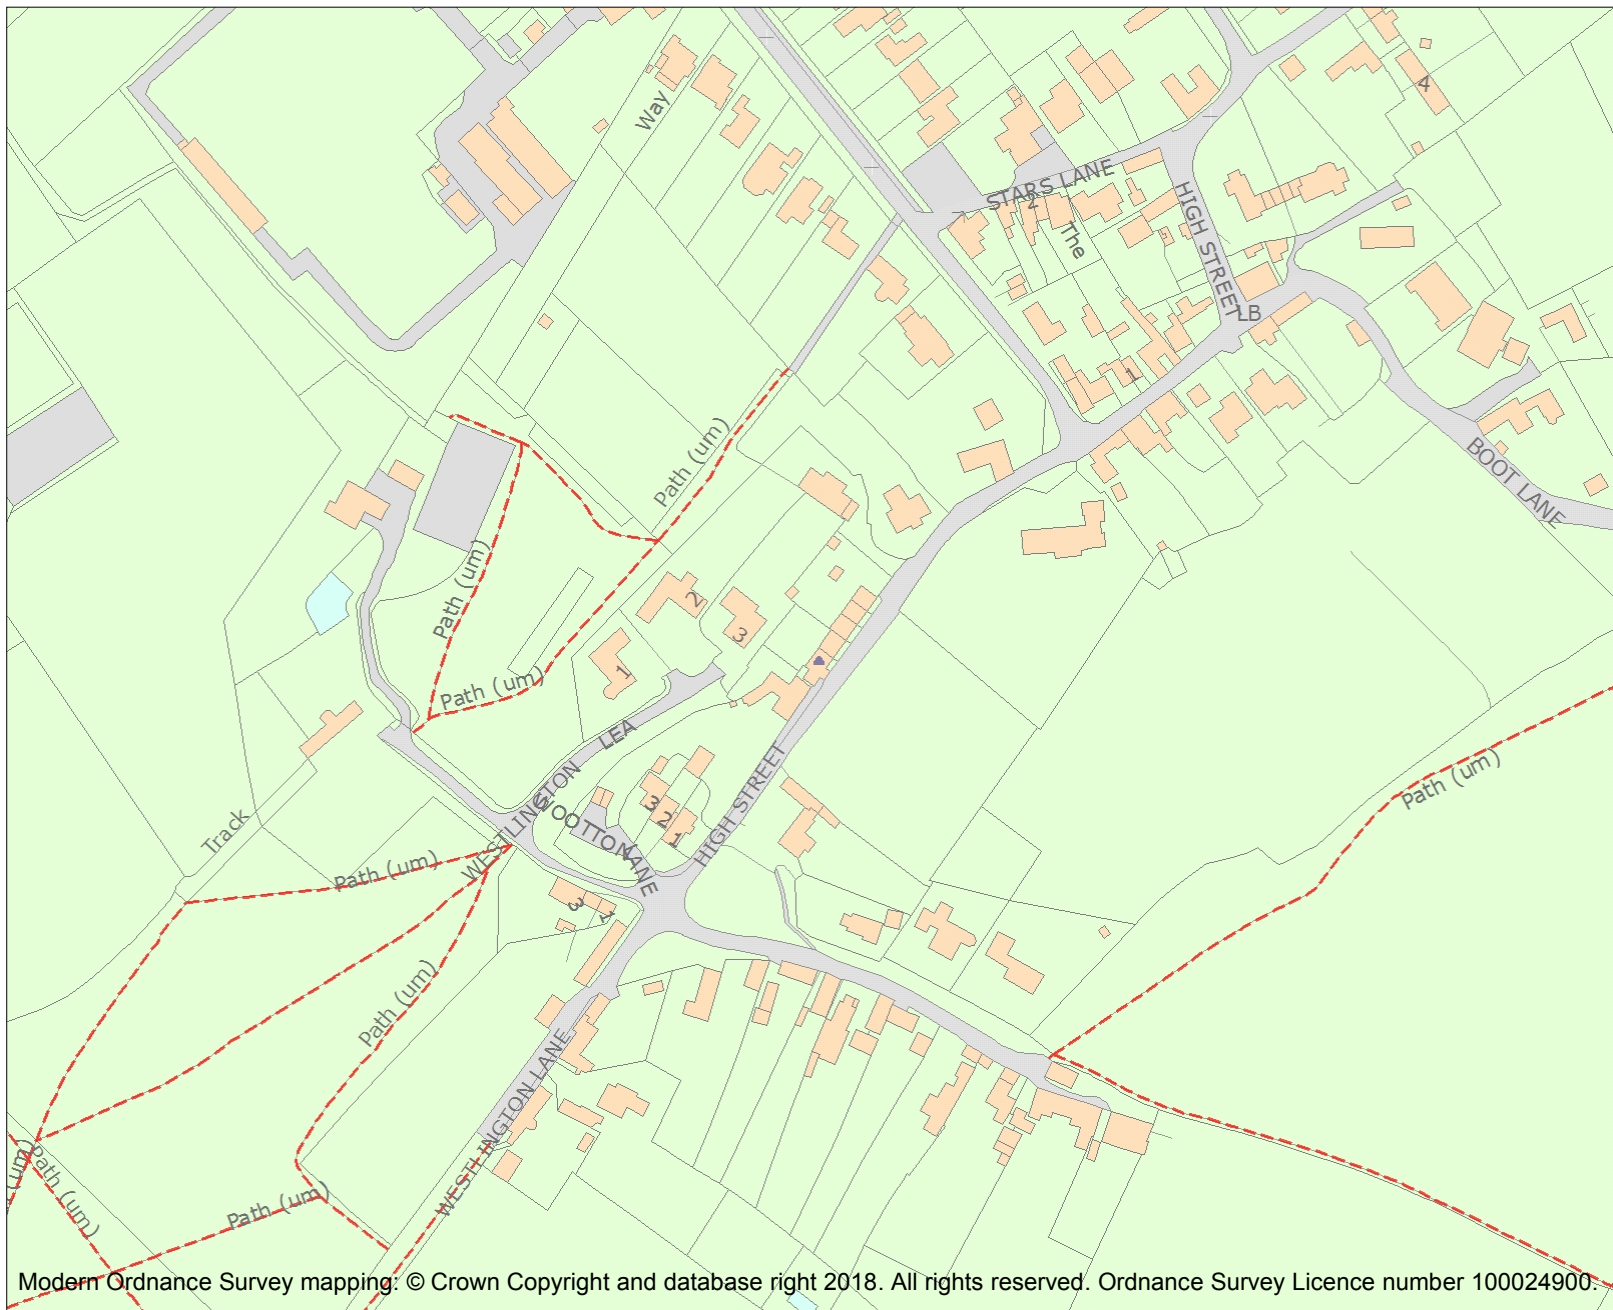 4
Way
STARS LANE
2
The
HIGH STREET
LB
1
BOOT LANE
Path (um)
Path (um)
2
3
1
Path (um)
WESTLINGTON LEA
Path (um)
Track
3
2
1
HIGH STREET
WOOTTON LANE
WESTLINGTON
Path (um)
3
1
Path (um)
WESTLINGTON LANE
(um)
Path (um)
Path (um)
Modern Ordnance Survey mapping: © Crown Copyright and database right 2018. All rights reserved. Ordnance Survey Licence number 100024900.